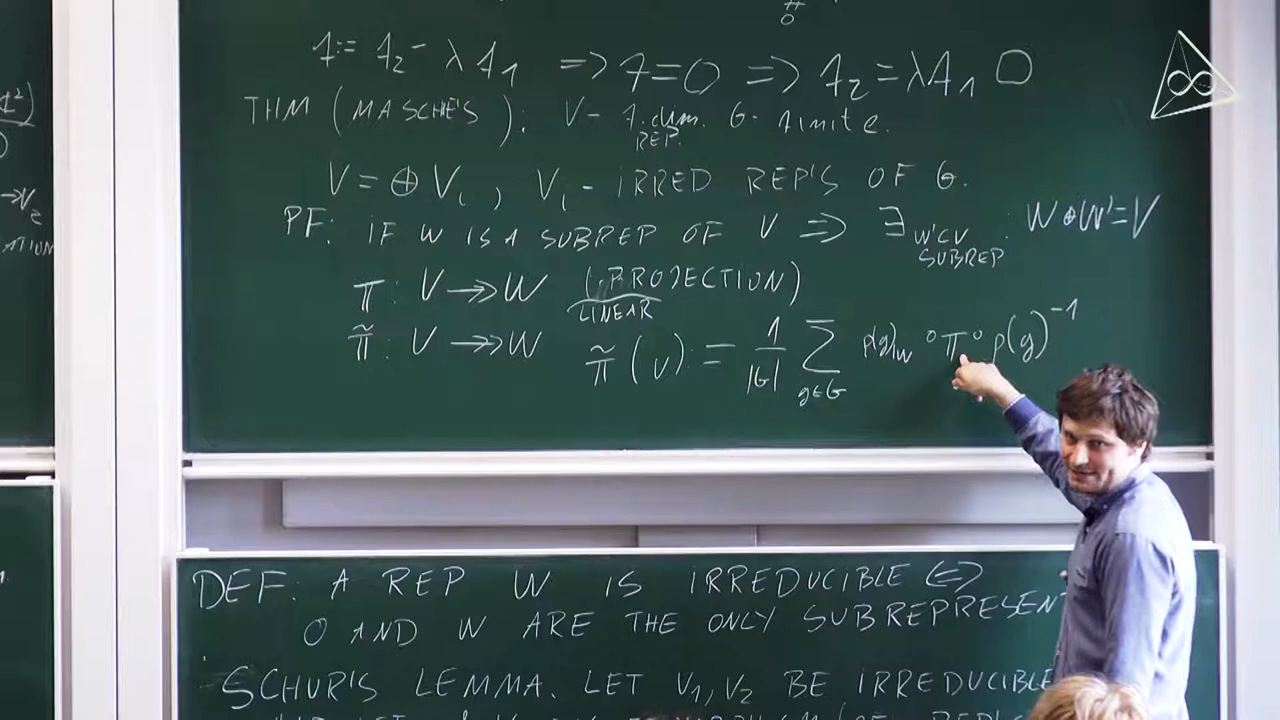 0
f := f₂ - λ f₁ => f = 0 => f₂ = λ f₁ □
THM (MASCHE'S): V - f. dim. G - finite.
REP.
V = ⊕ Vᵢ , Vᵢ - IRRED REP'S OF G.
PF: IF W IS A SUBREP OF V => ∃ W'⊂V SUBREP : W ⊕ W' = V
π : V ->> W (PROJECTION)
LINEAR
π̃ : V ->> W π̃(v) := 1/|G| ∑ g∈G ρ(g)|W ∘ π ∘ ρ(g)⁻¹
DEF: A REP W IS IRREDUCIBLE <=>
0 AND W ARE THE ONLY SUBREPRESENT
SCHUR'S LEMMA. LET V₁, V₂ BE IRREDUCIBLE